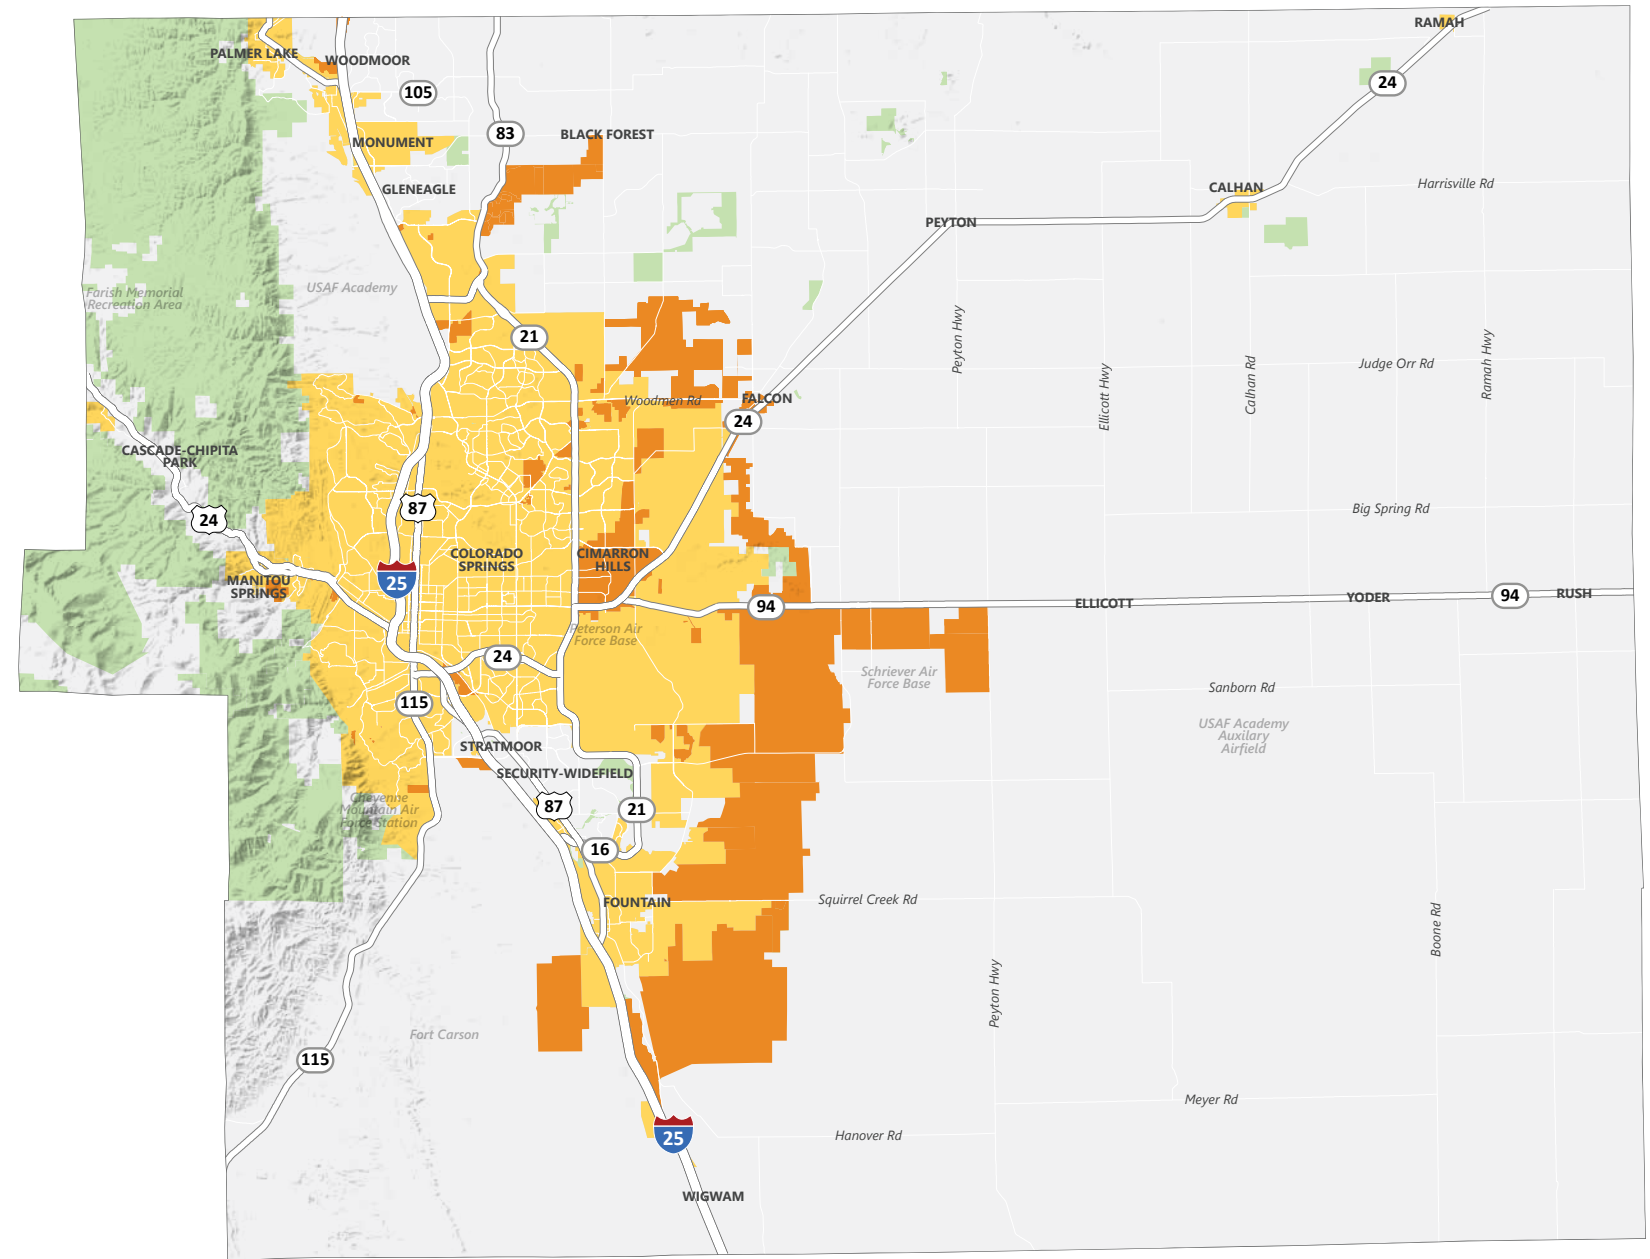 RAMAH
PALMER LAKE
WOODMOOR
24
105
83
BLACK FOREST
MONUMENT
GLENEAGLE
CALHAN
Harrisville Rd
PEYTON
USAF Academy
Farish Memorial
Recreation Area
21
Peyton Hwy
Ellicott Hwy
Calhan Rd
Judge Orr Rd
Ramah Hwy
Woodmen Rd
FALCON
24
CASCADE-CHIPITA
PARK
24
87
Big Spring Rd
COLORADO
SPRINGS
CIMARRON
HILLS
25
MANITOU
SPRINGS
94
ELLICOTT
YODER
94
RUSH
Peterson Air
Force Base
24
Schriever Air
Force Base
Sanborn Rd
115
USAF Academy
Auxilary
Airfield
STRATMOOR
SECURITY-WIDEFIELD
Cheyenne
Mountain Air
Force Station
87
21
16
FOUNTAIN
Squirrel Creek Rd
Boone Rd
Peyton Hwy
Fort Carson
115
Meyer Rd
25
Hanover Rd
WIGWAM